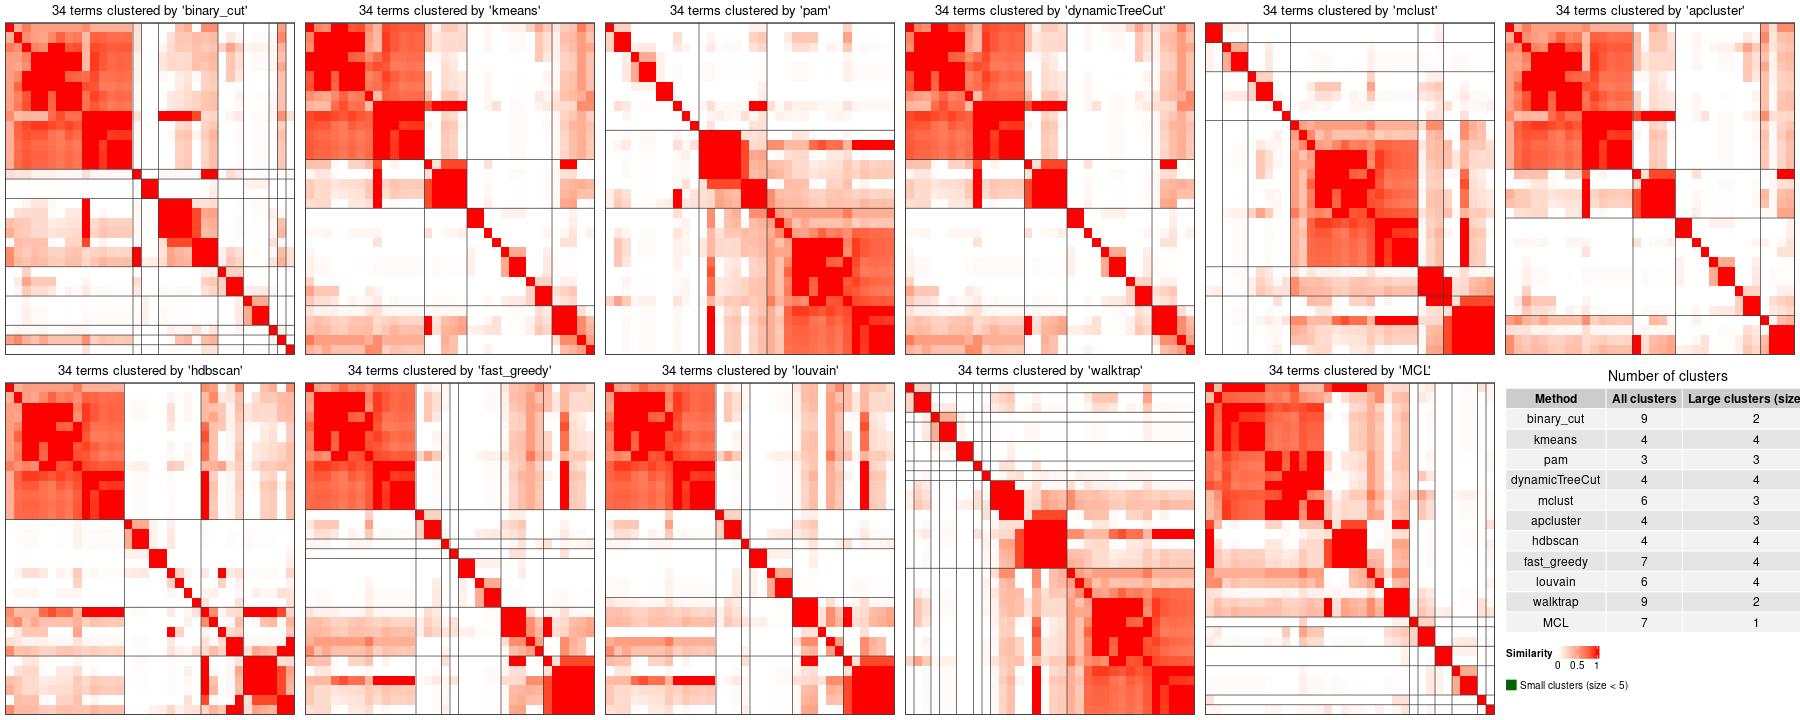 34 terms clustered by 'binary_cut'
34 terms clustered by 'kmeans'
34 terms clustered by 'pam'
34 terms clustered by 'dynamicTreeCut'
34 terms clustered by 'mclust'
34 terms clustered by 'apcluster'
34 terms clustered by 'hdbscan'
34 terms clustered by 'fast_greedy'
34 terms clustered by 'louvain'
34 terms clustered by 'walktrap'
34 terms clustered by 'MCL'
Number of clusters
Method All clusters Large clusters (size
binary_cut 9 2
kmeans 4 4
pam 3 3
dynamicTreeCut 4 4
mclust 6 3
apcluster 4 3
hdbscan 4 4
fast_greedy 7 4
louvain 6 4
walktrap 9 2
MCL 7 1
Similarity
0 0.5 1
Small clusters (size < 5)